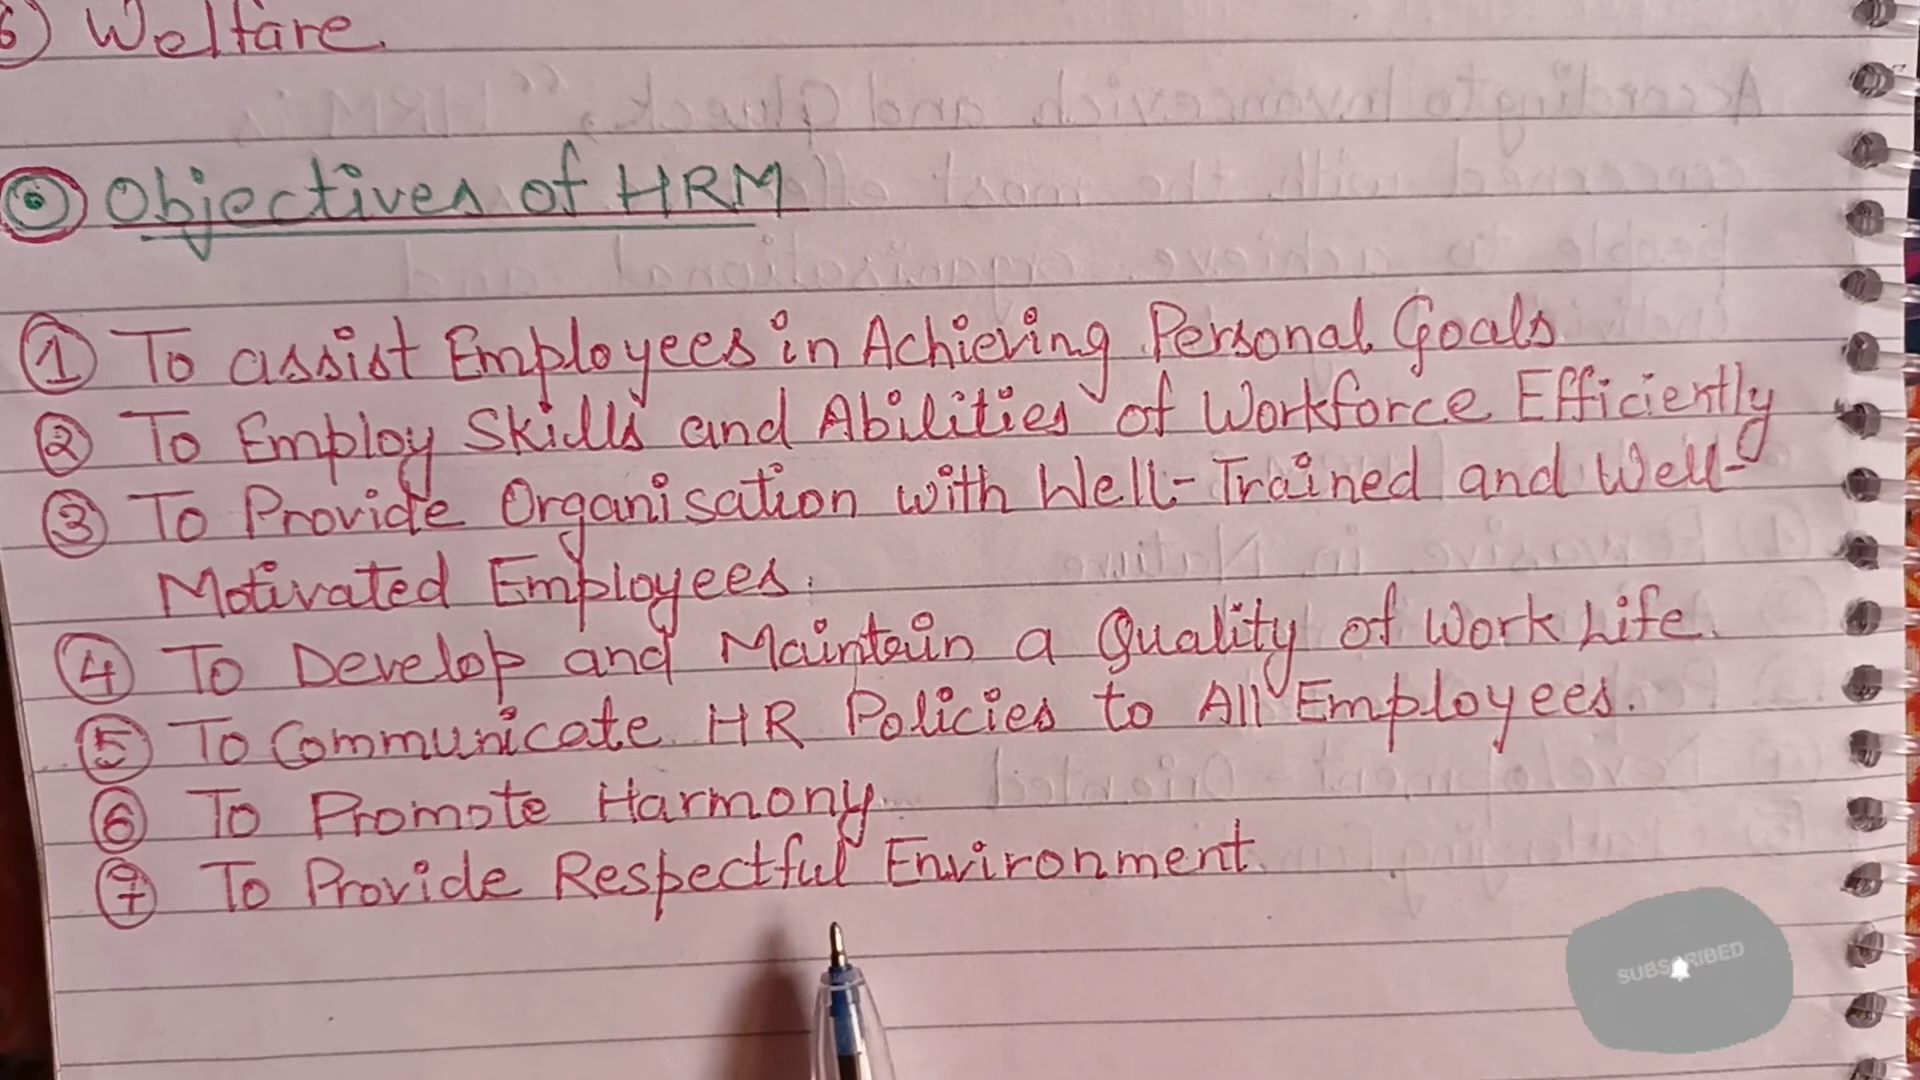 6) Welfare.
Objectives of HRM
1 To assist Employees in Achieving Personal Goals.
2 To Employ Skills and Abilities of Workforce Efficiently
3 To Provide Organisation with Well-Trained and Well-
Motivated Employees.
4 To Develop and Maintain a Quality of Work Life.
5 To Communicate HR Policies to All Employees.
6 To Promote Harmony.
7 To Provide Respectful Environment.
SUBSCRIBED